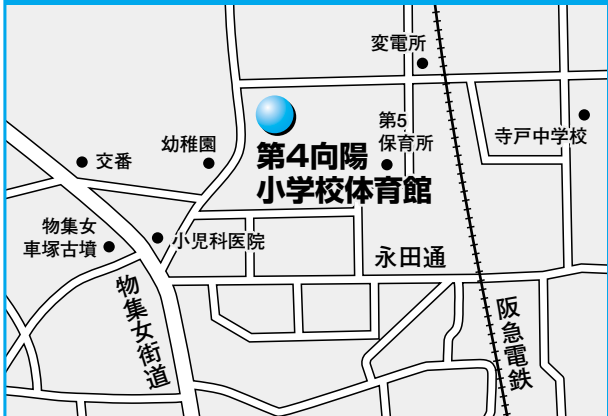 変電所
第5
保育所
寺戸中学校
幼稚園
交番
第4向陽
小学校体育館
物集女
車塚古墳
小児科医院
永田通
物集女街道
阪急電鉄